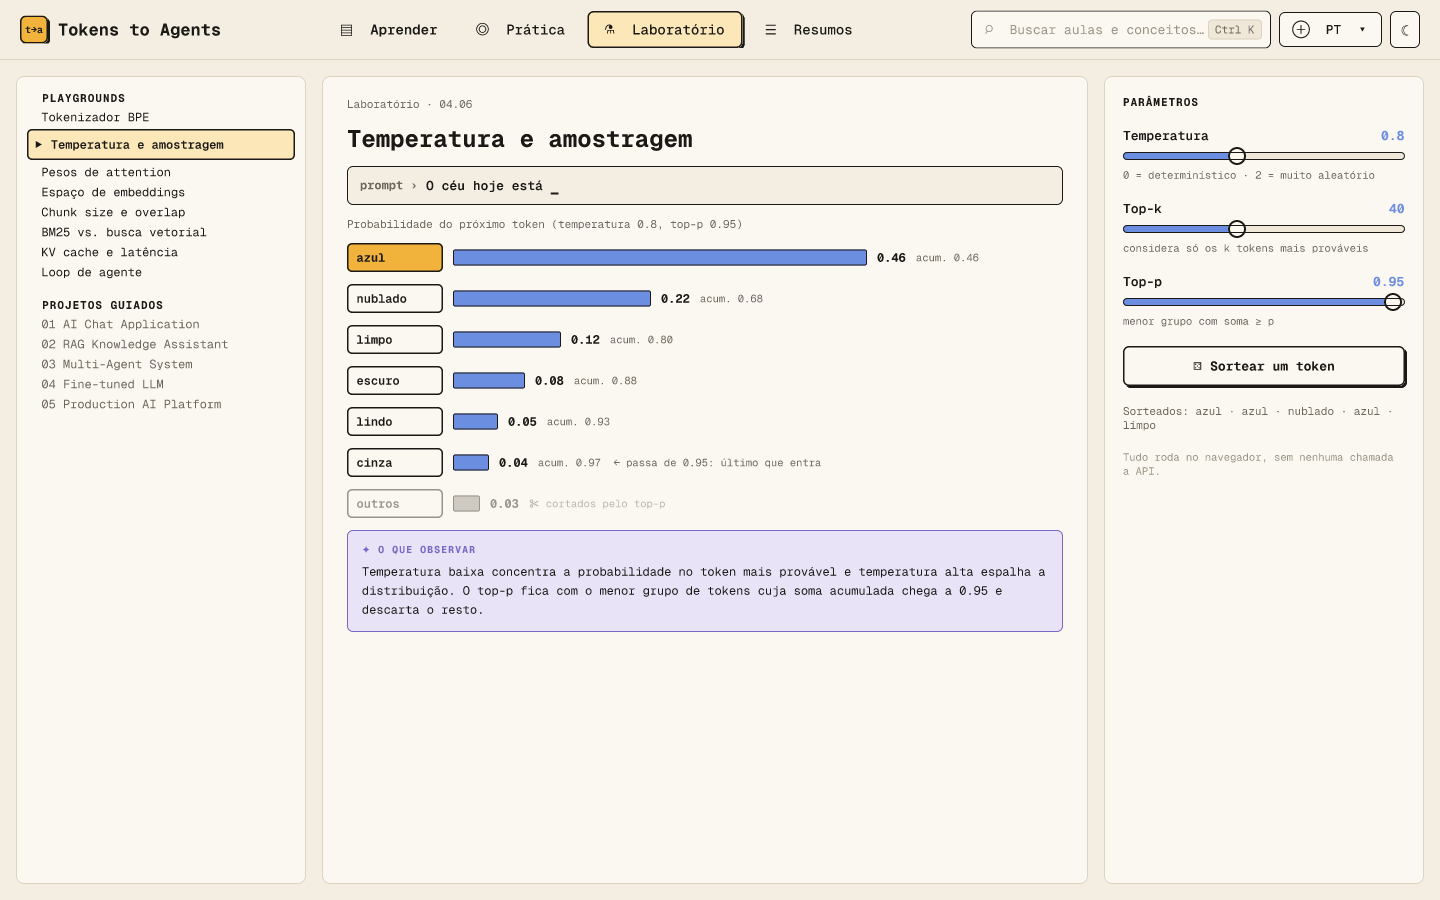 t→a Tokens to Agents
Aprender
Prática
Laboratório
Resumos
Buscar aulas e conceitos… Ctrl K
PT
PLAYGROUNDS
Tokenizador BPE
Temperatura e amostragem
Pesos de attention
Espaço de embeddings
Chunk size e overlap
BM25 vs. busca vetorial
KV cache e latência
Loop de agente
PROJETOS GUIADOS
01 AI Chat Application
02 RAG Knowledge Assistant
03 Multi-Agent System
04 Fine-tuned LLM
05 Production AI Platform
Laboratório · 04.06
Temperatura e amostragem
prompt › O céu hoje está _
Probabilidade do próximo token (temperatura 0.8, top-p 0.95)
azul 0.46 acum. 0.46
nublado 0.22 acum. 0.68
limpo 0.12 acum. 0.80
escuro 0.08 acum. 0.88
lindo 0.05 acum. 0.93
cinza 0.04 acum. 0.97 ← passa de 0.95: último que entra
outros 0.03 ✂ cortados pelo top-p
✦ O QUE OBSERVAR
Temperatura baixa concentra a probabilidade no token mais provável e temperatura alta espalha a
distribuição. O top-p fica com o menor grupo de tokens cuja soma acumulada chega a 0.95 e
descarta o resto.
PARÂMETROS
Temperatura 0.8
0 = determinístico · 2 = muito aleatório
Top-k 40
considera só os k tokens mais prováveis
Top-p 0.95
menor grupo com soma ≥ p
⚄ Sortear um token
Sorteados: azul · azul · nublado · azul ·
limpo
Tudo roda no navegador, sem nenhuma chamada
a API.